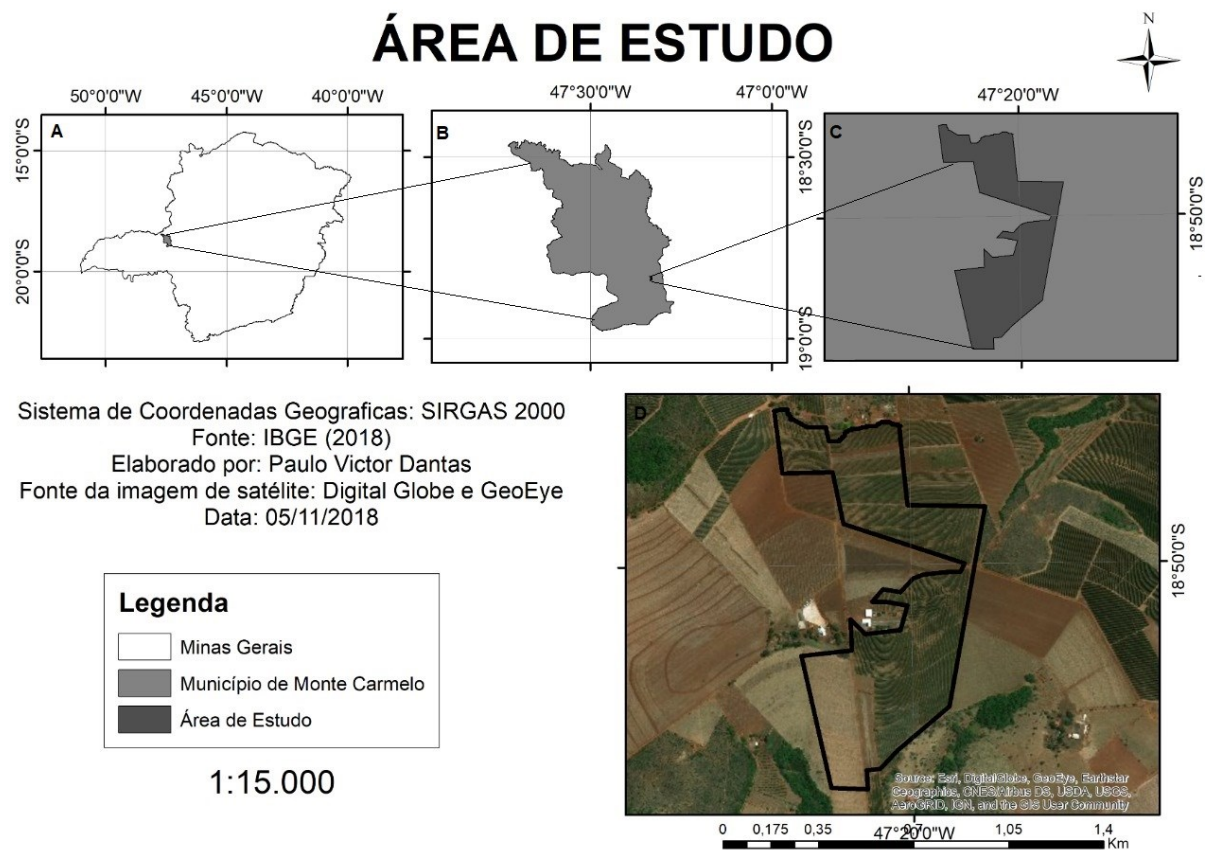 ÁREA DE ESTUDO
N
50°0'0"W
45°0'0"W
40°0'0"W
47°30'0"W
47°0'0"W
47°20'0"W
A
B
C
15°0'0"S
20°0'0"S
18°30'0"S
19°0'0"S
18°50'0"S
Sistema de Coordenadas Geograficas: SIRGAS 2000
Fonte: IBGE (2018)
Elaborado por: Paulo Victor Dantas
Fonte da imagem de satélite: Digital Globe e GeoEye
Data: 05/11/2018
Legenda
Minas Gerais
Município de Monte Carmelo
Área de Estudo
1:15.000
D
18°50'0"S
Source: Esri, DigitalGlobe, GeoEye, Earthstar
Geographics, CNES/Airbus DS, USDA, USGS,
AeroGRID, IGN, and the GIS User Community
47°20'0"W
0 0,175 0,35 0,7 1,05 1,4
Km